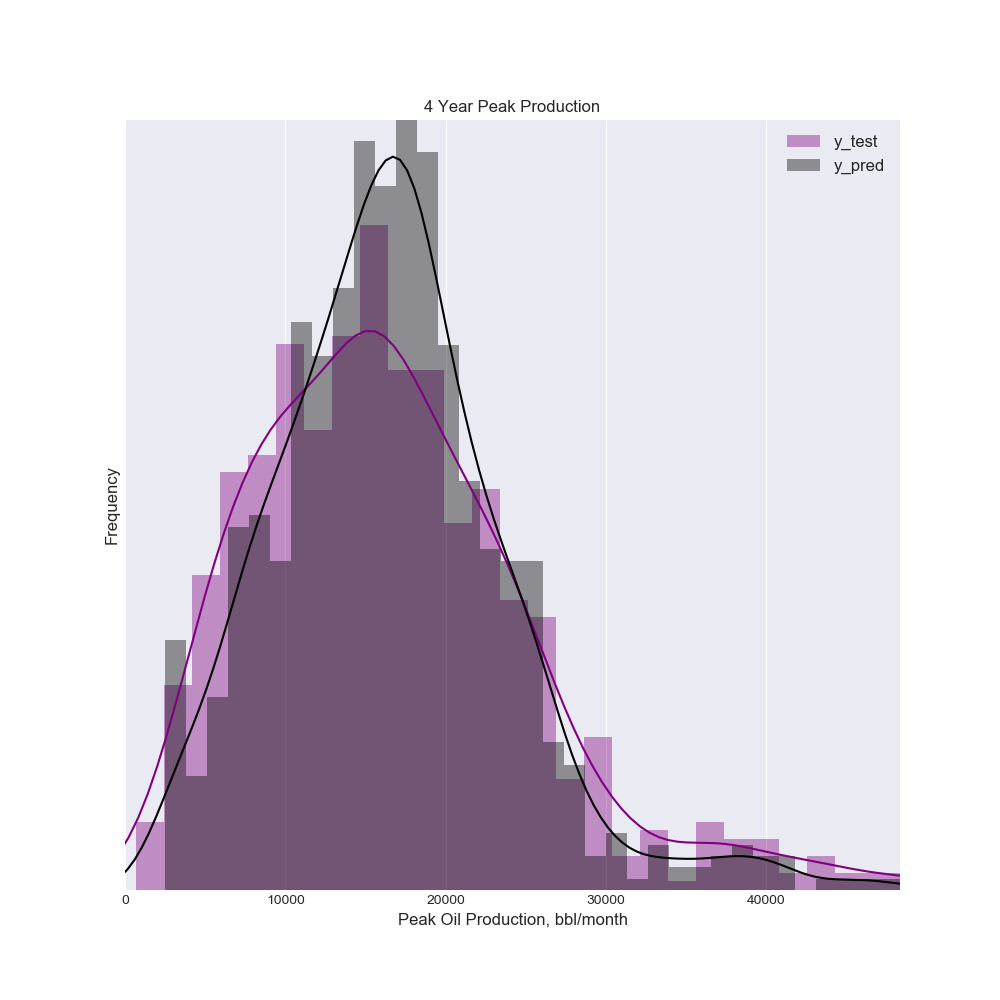 4 Year Peak Production
y_test
y_pred
Frequency
0 10000 20000 30000 40000
Peak Oil Production, bbl/month